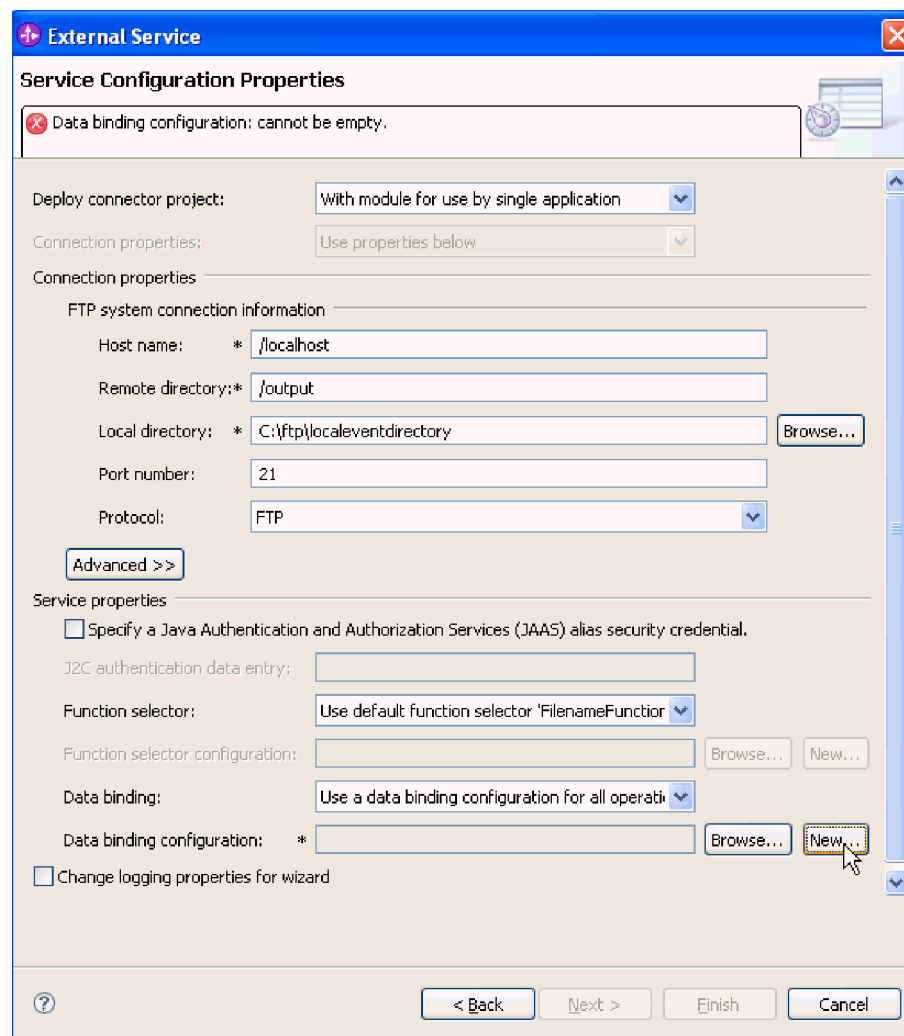 External Service
Service Configuration Properties
Data binding configuration: cannot be empty.
Deploy connector project: With module for use by single application
Connection properties: Use properties below
Connection properties
FTP system connection information
Host name: * /localhost
Remote directory:* /output
Local directory: * C:\ftp\localeventdirectory Browse...
Port number: 21
Protocol: FTP
Advanced >>
Service properties
Specify a Java Authentication and Authorization Services (JAAS) alias security credential.
J2C authentication data entry:
Function selector: Use default function selector 'FilenameFunction
Function selector configuration: Browse... New...
Data binding: Use a data binding configuration for all operati
Data binding configuration: * Browse... New...
Change logging properties for wizard
? < Back Next > Finish Cancel